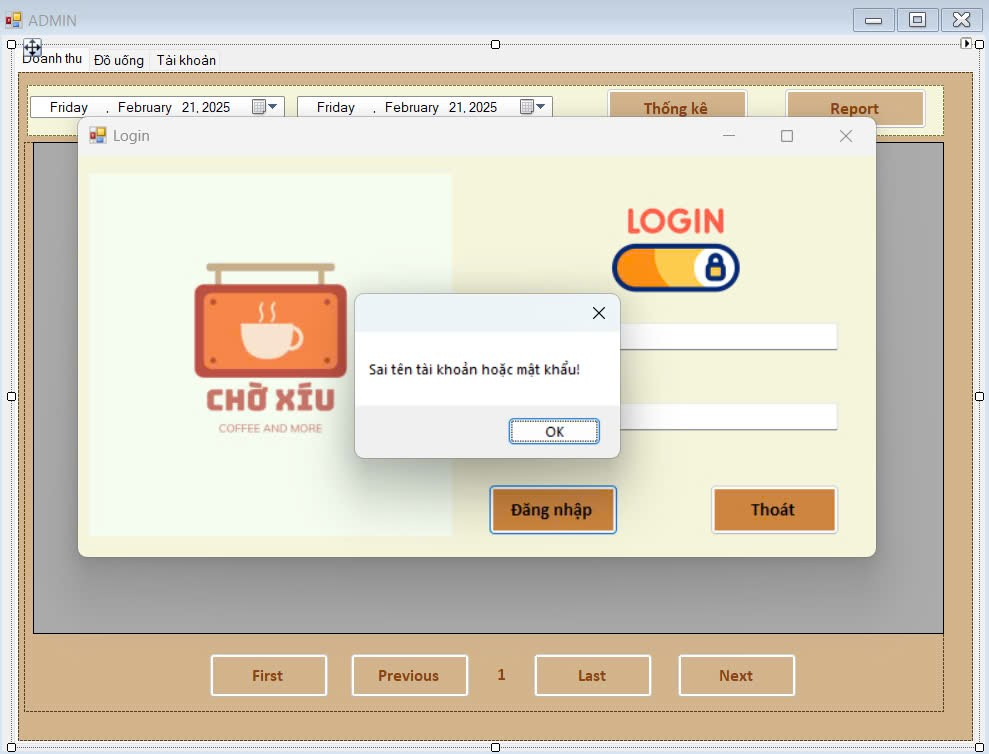 ADMIN
Doanh thu Đồ uống Tài khoản
Friday , February 21, 2025 Friday , February 21, 2025 Thống kê Report
Login
LOGIN
CHỜ XÍU
COFFEE AND MORE
Sai tên tài khoản hoặc mật khẩu!
OK
Đăng nhập Thoát
First Previous 1 Last Next